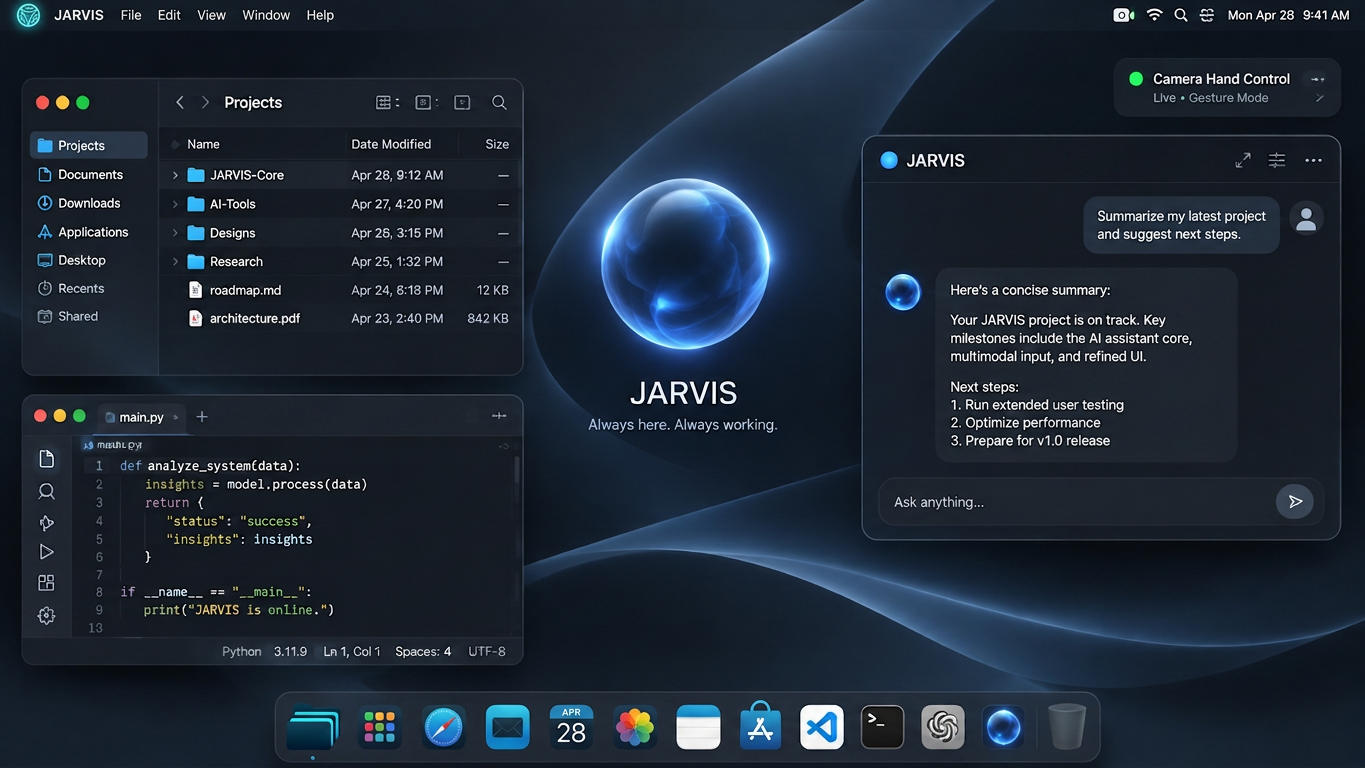 JARVIS File Edit View Window Help
Mon Apr 28 9:41 AM
Projects
Projects
Documents
Downloads
Applications
Desktop
Recents
Shared
Name Date Modified Size
JARVIS-Core Apr 28, 9:12 AM —
AI-Tools Apr 27, 4:20 PM —
Designs Apr 26, 3:15 PM —
Research Apr 25, 1:32 PM —
roadmap.md Apr 24, 6:18 PM 12 KB
architecture.pdf Apr 23, 2:40 PM 842 KB
main.py
1 def analyze_system(data):
2 insights = model.process(data)
3 return {
4 "status": "success",
5 "insights": insights
6 }
7
8 if __name__ == "__main__":
9 print("JARVIS is online.")
13
Python 3.11.9 Ln 1, Col 1 Spaces: 4 UTF-8
JARVIS
Always here. Always working.
Camera Hand Control
Live • Gesture Mode
JARVIS
Summarize my latest project
and suggest next steps.
Here's a concise summary:
Your JARVIS project is on track. Key
milestones include the AI assistant core,
multimodal input, and refined UI.
Next steps:
1. Run extended user testing
2. Optimize performance
3. Prepare for v1.0 release
Ask anything...
APR
28
>_